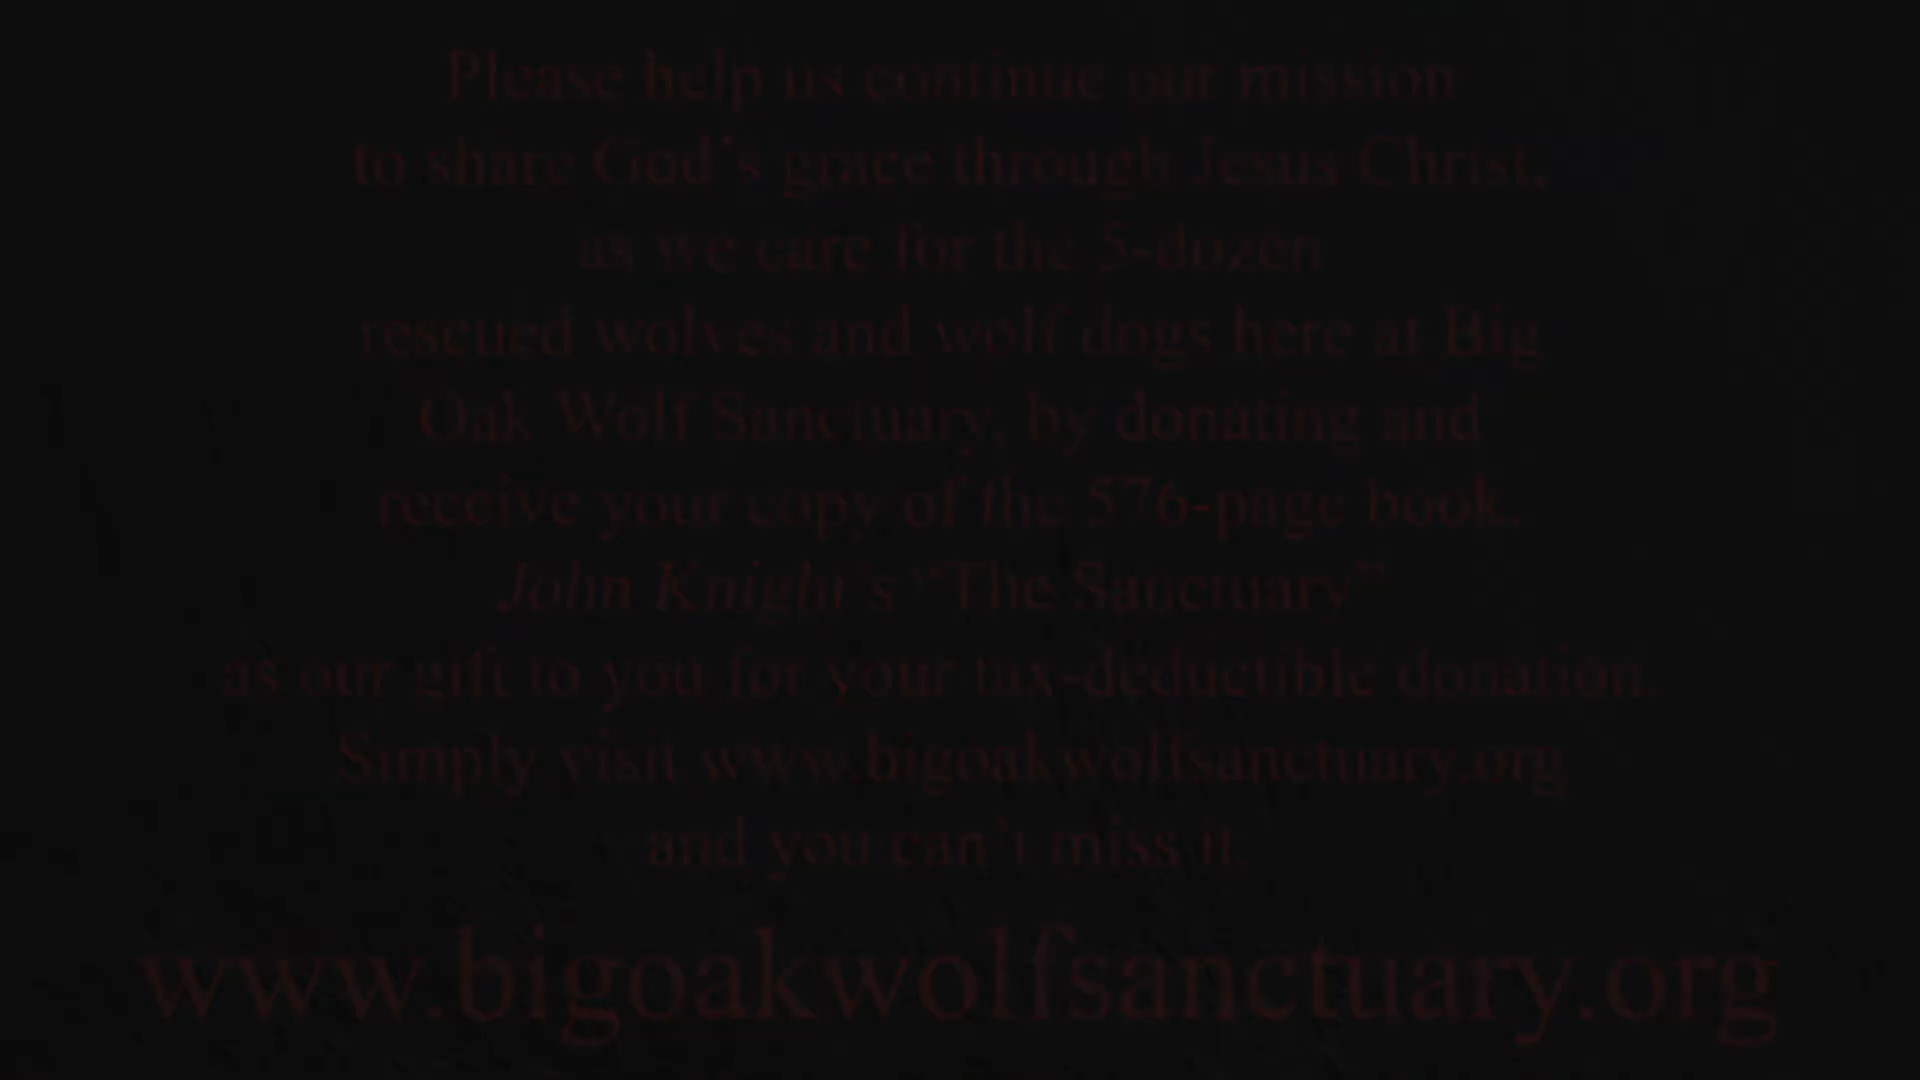 Please help us continue our mission
to share God's grace through Jesus Christ,
as we care for the 5-dozen
rescued wolves and wolf dogs here at Big
Oak Wolf Sanctuary, by donating and
receive your copy of the 576-page book,
John Knight's "The Sanctuary"
as our gift to you for your tax-deductible donation.
Simply visit www.bigoakwolfsanctuary.org
and you can't miss it.
www.bigoakwolfsanctuary.org